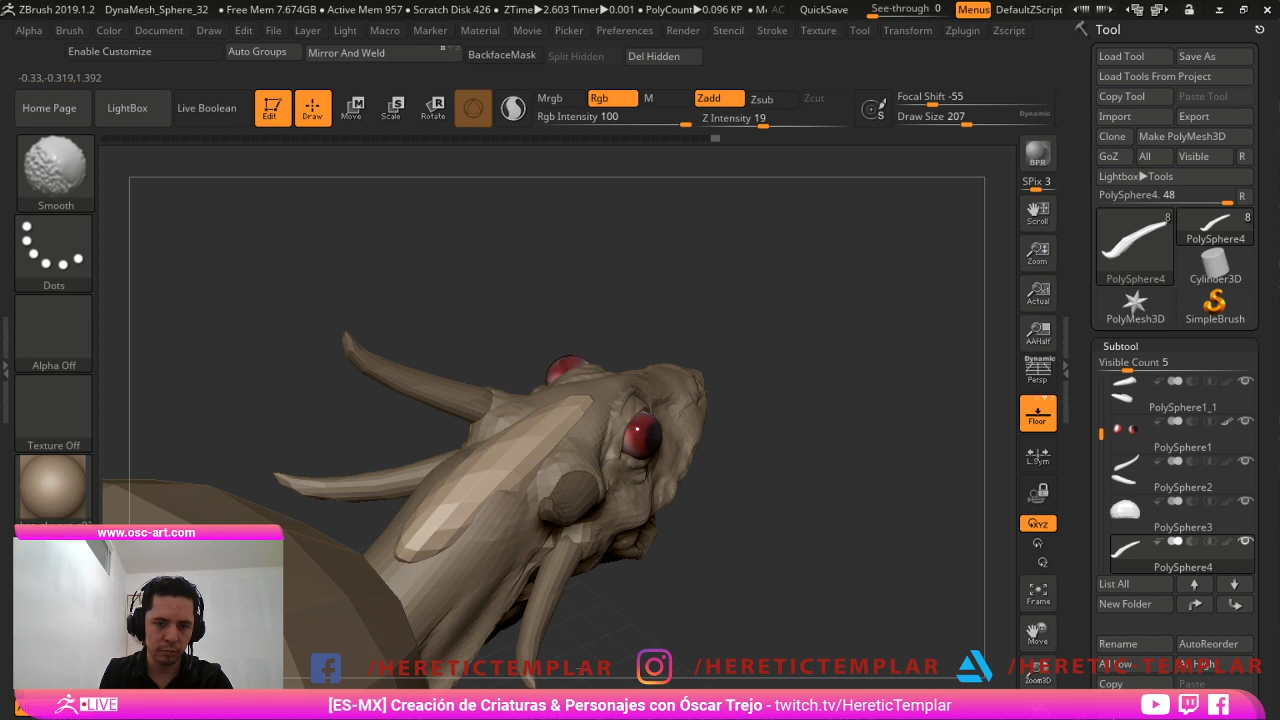 ZBrush 2019.1.2 DynaMesh_Sphere_32 • Free Mem 7.674GB • Active Mem 957 • Scratch Disk 426 • ZTime▶2.603 Timer▶0.001 • PolyCount▶0.096 KP • Me AC QuickSave See-through 0 Menus DefaultZScript
Alpha Brush Color Document Draw Edit File Layer Light Macro Marker Material Movie Picker Preferences Render Stencil Stroke Texture Tool Transform Zplugin Zscript
Tool
Enable Customize Auto Groups Mirror And Weld BackfaceMask Split Hidden Del Hidden
Load Tool Save As
-0.33,-0.319,1.392
Load Tools From Project
Copy Tool Paste Tool
Import Export
Clone Make PolyMesh3D
GoZ All Visible R
Lightbox▶Tools
PolySphere4. 48 R
Home Page LightBox Live Boolean Edit Draw Move Scale Rotate
Mrgb Rgb M Zadd Zsub Zcut
Rgb Intensity 100 Z Intensity 19
Focal Shift -55
Draw Size 207 Dynamic
Smooth
Dots
Alpha Off
Texture Off
BPR
SPix 3
Scroll
Zoom
Actual
AAHalf
Dynamic
Persp
Floor
L.Sym
XYZ
Frame
Move
Zoom3D
8 8
PolySphere4
PolySphere4 Cylinder3D
PolyMesh3D SimpleBrush
Subtool
Visible Count 5
PolySphere1_1
PolySphere1
PolySphere2
PolySphere3
PolySphere4
List All
New Folder
Rename AutoReorder
Copy Paste
www.osc-art.com
/HERETICTEMPLAR /HERETICTEMPLAR /HERETIC-TEMPLAR
LIVE [ES-MX] Creación de Criaturas & Personajes con Óscar Trejo - twitch.tv/HereticTemplar